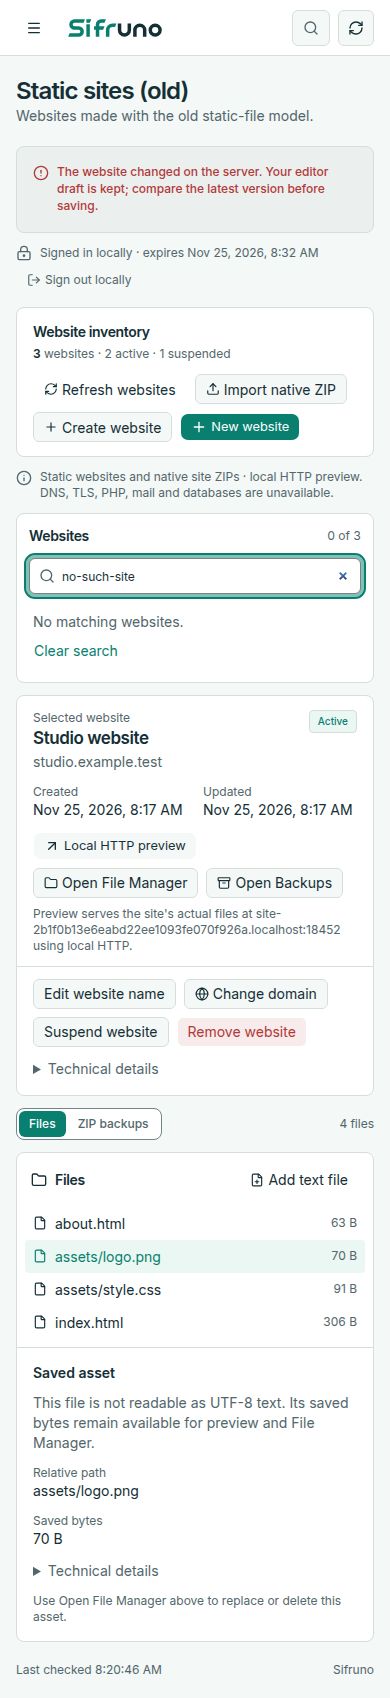 Sifruno
Static sites (old)
Websites made with the old static-file model.
The website changed on the server. Your editor
draft is kept; compare the latest version before
saving.
Signed in locally · expires Nov 25, 2026, 8:32 AM
Sign out locally
Website inventory
3 websites · 2 active · 1 suspended
Refresh websites
Import native ZIP
Create website
New website
Static websites and native site ZIPs · local HTTP preview.
DNS, TLS, PHP, mail and databases are unavailable.
Websites
0 of 3
no-such-site
No matching websites.
Clear search
Selected website
Active
Studio website
studio.example.test
Created
Updated
Nov 25, 2026, 8:17 AM
Nov 25, 2026, 8:17 AM
Local HTTP preview
Open File Manager
Open Backups
Preview serves the site's actual files at site-
2b1f0b13e6eabd22ee1093fe070f926a.localhost:18452
using local HTTP.
Edit website name
Change domain
Suspend website
Remove website
Technical details
Files
ZIP backups
4 files
Files
Add text file
about.html
63 B
assets/logo.png
70 B
assets/style.css
91 B
index.html
306 B
Saved asset
This file is not readable as UTF-8 text. Its saved
bytes remain available for preview and File
Manager.
Relative path
assets/logo.png
Saved bytes
70 B
Technical details
Use Open File Manager above to replace or delete this
asset.
Last checked 8:20:46 AM
Sifruno